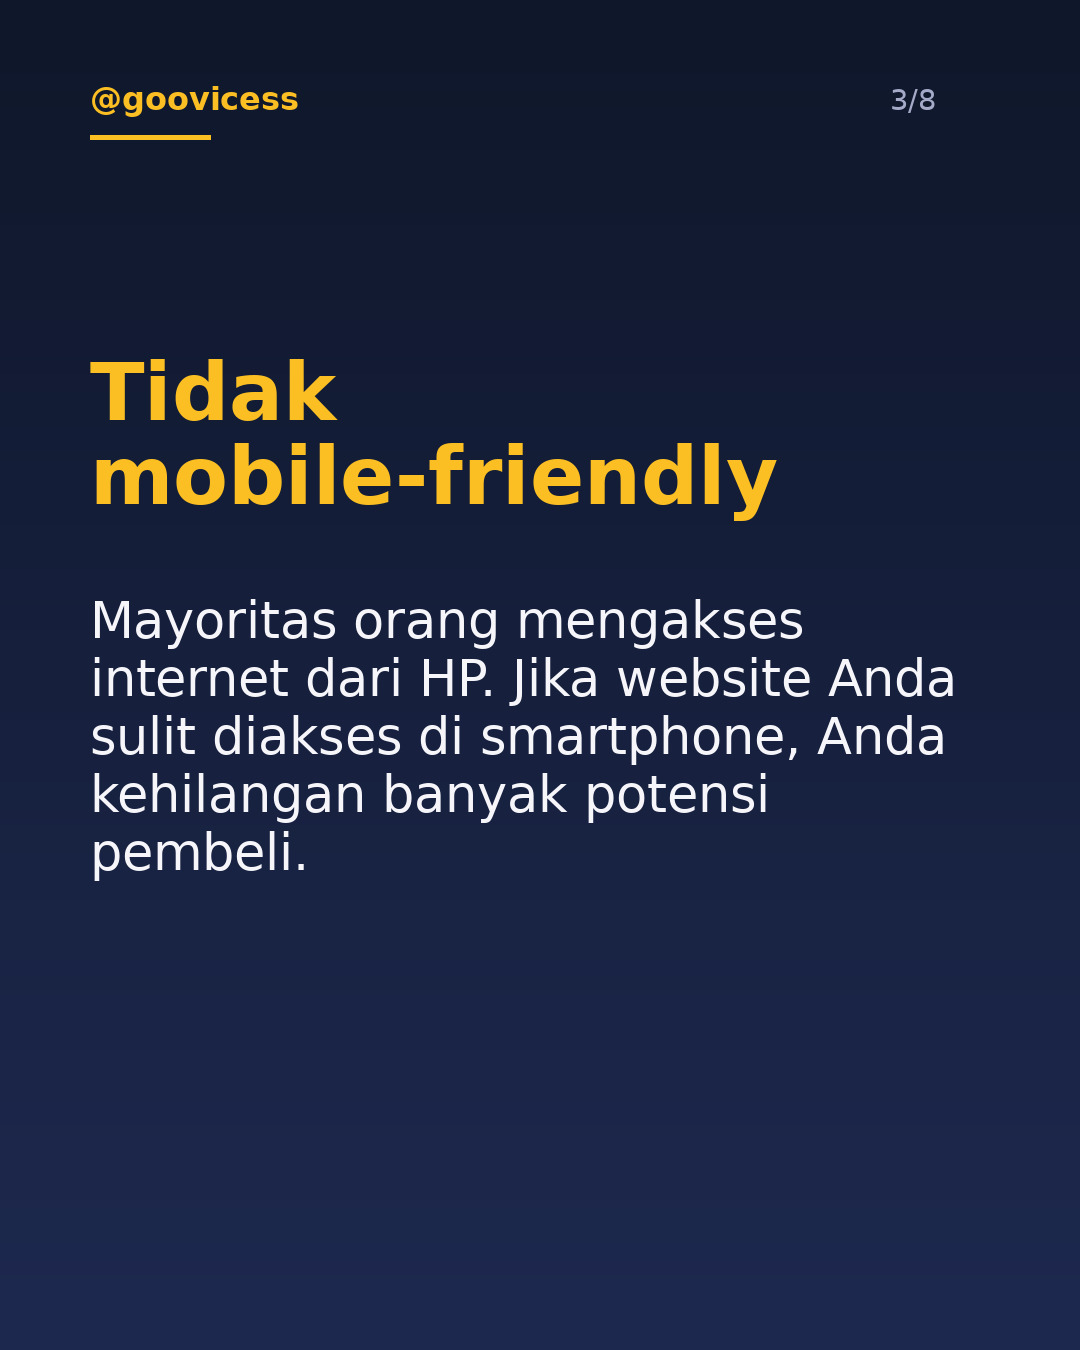 @goovicess
3/8
Tidak
mobile-friendly
Mayoritas orang mengakses
internet dari HP. Jika website Anda
sulit diakses di smartphone, Anda
kehilangan banyak potensi
pembeli.